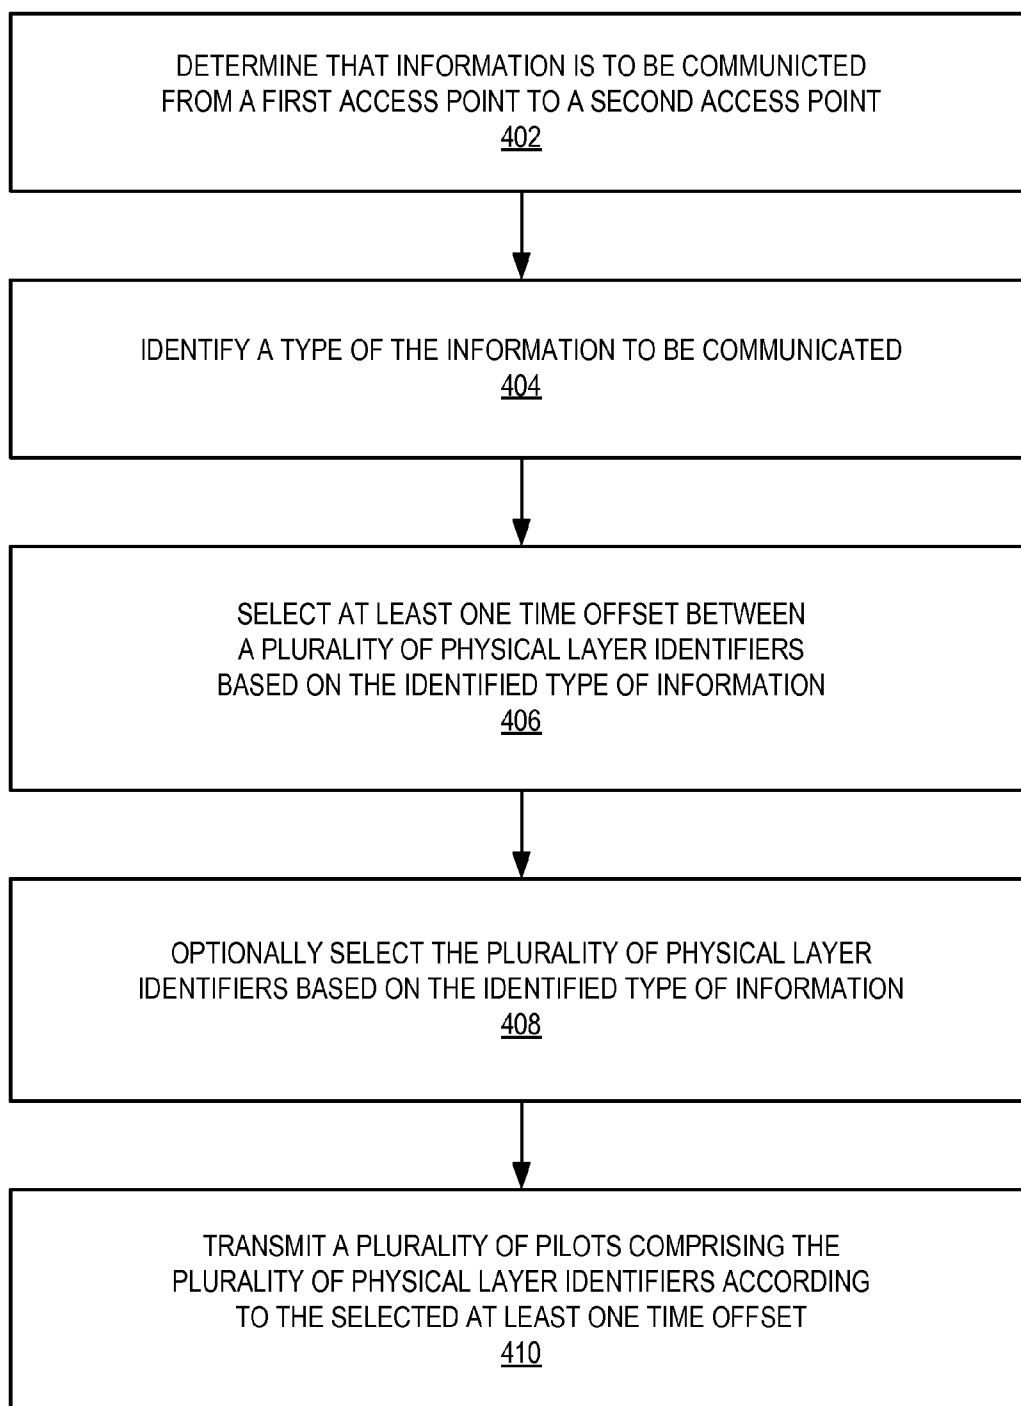 DETERMINE THAT INFORMATION IS TO BE COMMUNICTED
FROM A FIRST ACCESS POINT TO A SECOND ACCESS POINT
402
IDENTIFY A TYPE OF THE INFORMATION TO BE COMMUNICATED
404
SELECT AT LEAST ONE TIME OFFSET BETWEEN
A PLURALITY OF PHYSICAL LAYER IDENTIFIERS
BASED ON THE IDENTIFIED TYPE OF INFORMATION
406
OPTIONALLY SELECT THE PLURALITY OF PHYSICAL LAYER
IDENTIFIERS BASED ON THE IDENTIFIED TYPE OF INFORMATION
408
TRANSMIT A PLURALITY OF PILOTS COMPRISING THE
PLURALITY OF PHYSICAL LAYER IDENTIFIERS ACCORDING
TO THE SELECTED AT LEAST ONE TIME OFFSET
410